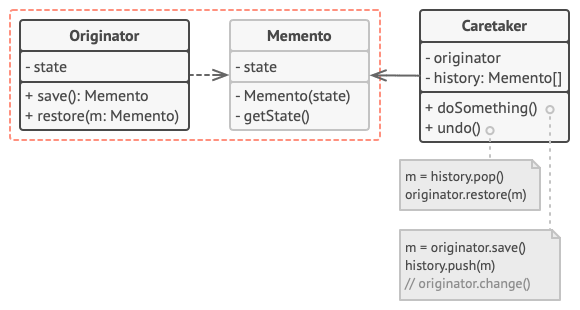 Originator
- state
+ save(): Memento
+ restore(m: Memento)
Memento
- state
- Memento(state)
- getState()
Caretaker
- originator
- history: Memento[]
+ doSomething()
+ undo()
m = history.pop()
originator.restore(m)
m = originator.save()
history.push(m)
// originator.change()